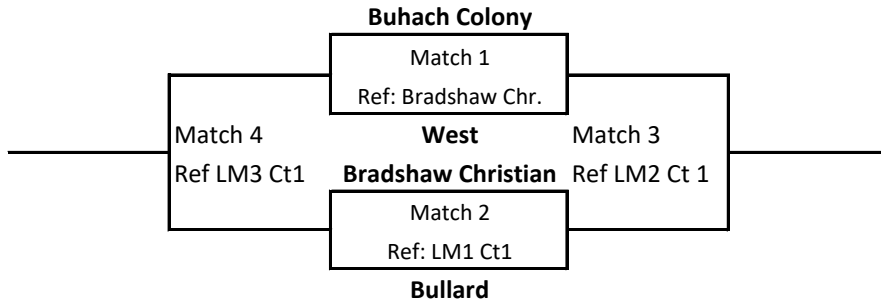 Buhach Colony
Match 1
Ref: Bradshaw Chr.
Match 4
West
Match 3
Ref LM3 Ct1
Bradshaw Christian
Ref LM2 Ct 1
Match 2
Ref: LM1 Ct1
Bullard